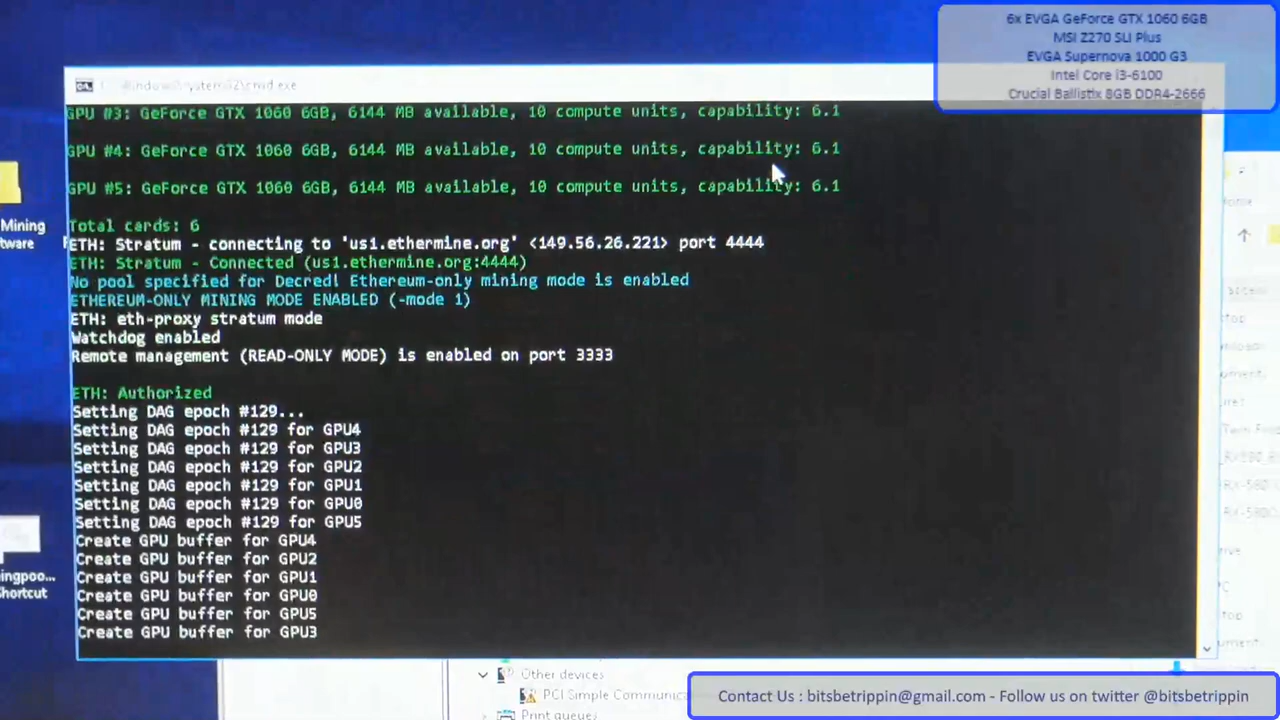 6x EVGA GeForce GTX 1060 6GB
MSI Z270 SLI Plus
EVGA Supernova 1000 G3
Intel Core i3-6100
Crucial Ballistix 8GB DDR4-2666
GPU #3: GeForce GTX 1060 6GB, 6144 MB available, 10 compute units, capability: 6.1
GPU #4: GeForce GTX 1060 6GB, 6144 MB available, 10 compute units, capability: 6.1
GPU #5: GeForce GTX 1060 6GB, 6144 MB available, 10 compute units, capability: 6.1
Total cards: 6
ETH: Stratum - connecting to 'us1.ethermine.org' <149.56.26.221> port 4444
ETH: Stratum - Connected (us1.ethermine.org:4444)
No pool specified for Decred! Ethereum-only mining mode is enabled
ETHEREUM-ONLY MINING MODE ENABLED (-mode 1)
ETH: eth-proxy stratum mode
Watchdog enabled
Remote management (READ-ONLY MODE) is enabled on port 3333
ETH: Authorized
Setting DAG epoch #129...
Setting DAG epoch #129 for GPU4
Setting DAG epoch #129 for GPU3
Setting DAG epoch #129 for GPU2
Setting DAG epoch #129 for GPU1
Setting DAG epoch #129 for GPU0
Setting DAG epoch #129 for GPU5
Create GPU buffer for GPU4
Create GPU buffer for GPU2
Create GPU buffer for GPU1
Create GPU buffer for GPU0
Create GPU buffer for GPU5
Create GPU buffer for GPU3
Mining
Shortcut
Other devices
PCI Simple Communica
Print queues
Contact Us : bitsbetrippin@gmail.com - Follow us on twitter @bitsbetrippin